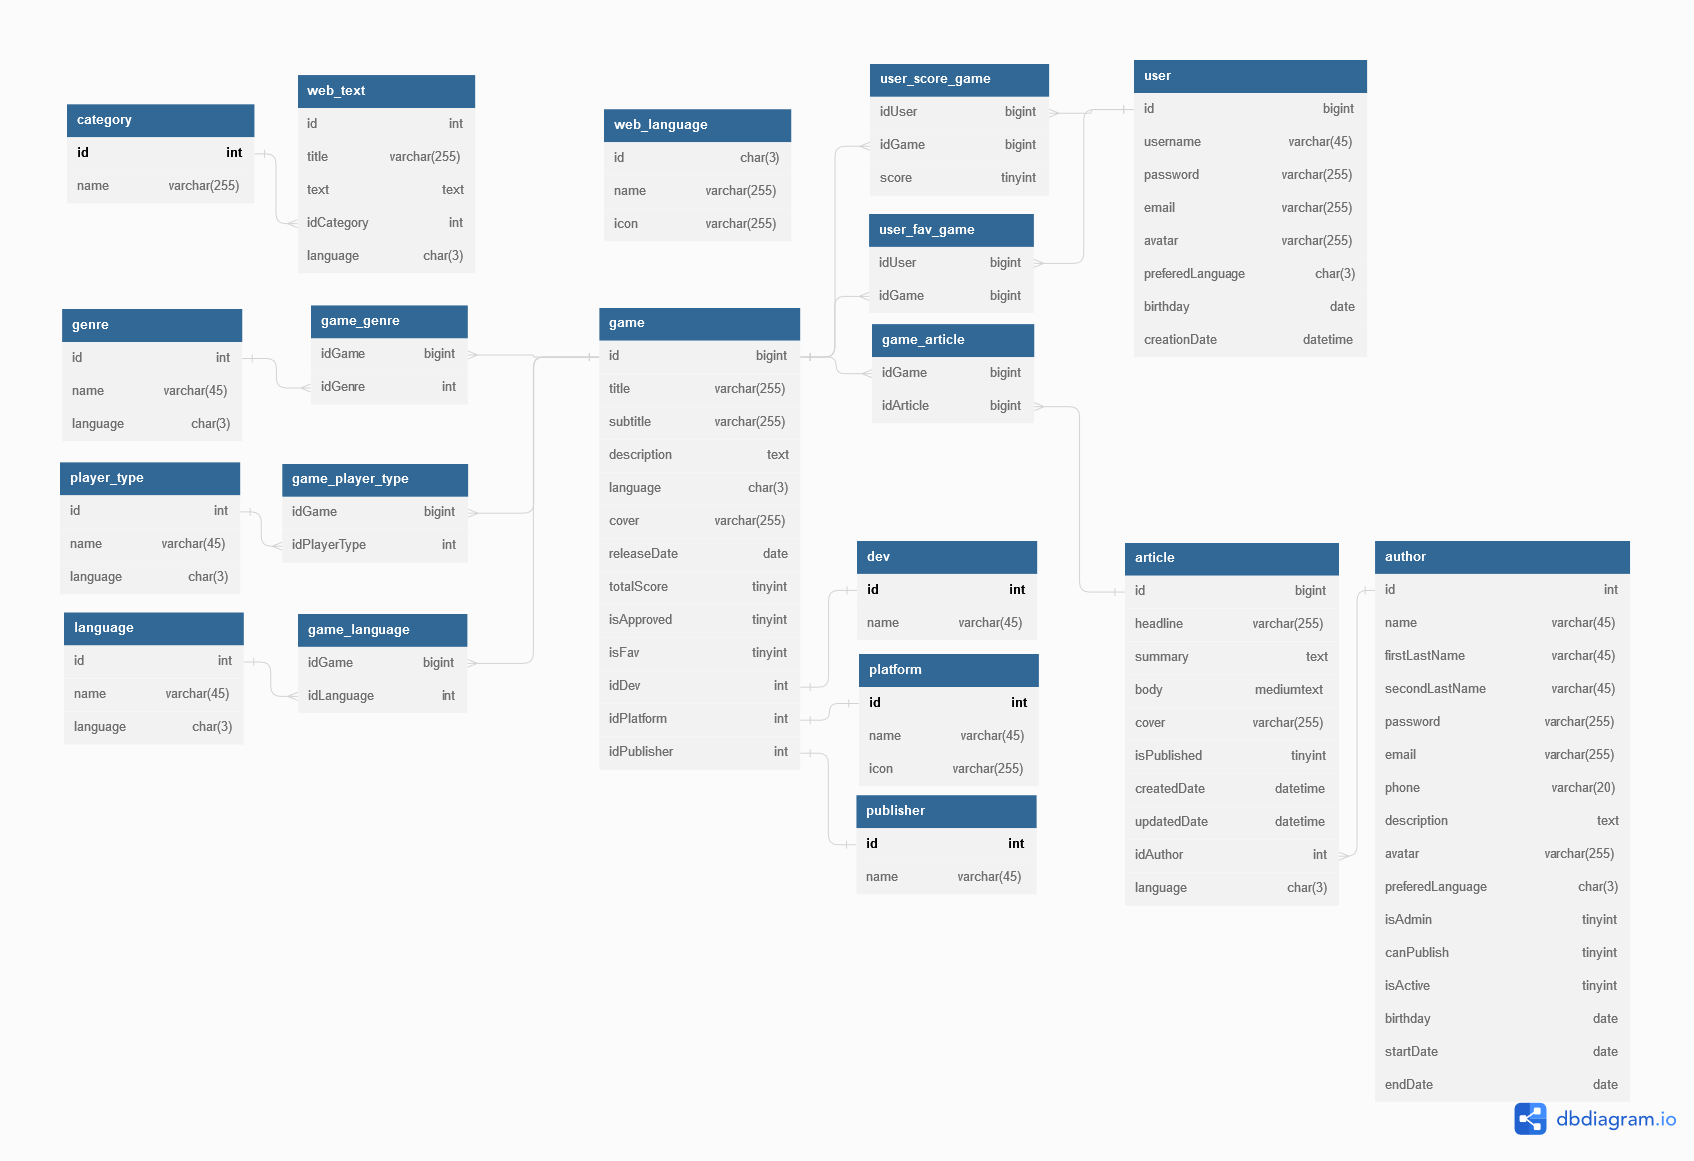 category
id int
name varchar(255)
web_text
id int
title varchar(255)
text text
idCategory int
language char(3)
web_language
id char(3)
name varchar(255)
icon varchar(255)
user_score_game
idUser bigint
idGame bigint
score tinyint
user
id bigint
username varchar(45)
password varchar(255)
email varchar(255)
avatar varchar(255)
preferedLanguage char(3)
birthday date
creationDate datetime
user_fav_game
idUser bigint
idGame bigint
genre
id int
name varchar(45)
language char(3)
game_genre
idGame bigint
idGenre int
game
id bigint
title varchar(255)
subtitle varchar(255)
description text
language char(3)
cover varchar(255)
releaseDate date
totalScore tinyint
isApproved tinyint
isFav tinyint
idDev int
idPlatform int
idPublisher int
game_article
idGame bigint
idArticle bigint
player_type
id int
name varchar(45)
language char(3)
game_player_type
idGame bigint
idPlayerType int
language
id int
name varchar(45)
language char(3)
game_language
idGame bigint
idLanguage int
dev
id int
name varchar(45)
platform
id int
name varchar(45)
icon varchar(255)
publisher
id int
name varchar(45)
article
id bigint
headline varchar(255)
summary text
body mediumtext
cover varchar(255)
isPublished tinyint
createdDate datetime
updatedDate datetime
idAuthor int
language char(3)
author
id int
name varchar(45)
firstLastName varchar(45)
secondLastName varchar(45)
password varchar(255)
email varchar(255)
phone varchar(20)
description text
avatar varchar(255)
preferedLanguage char(3)
isAdmin tinyint
canPublish tinyint
isActive tinyint
birthday date
startDate date
endDate date
dbdiagram.io